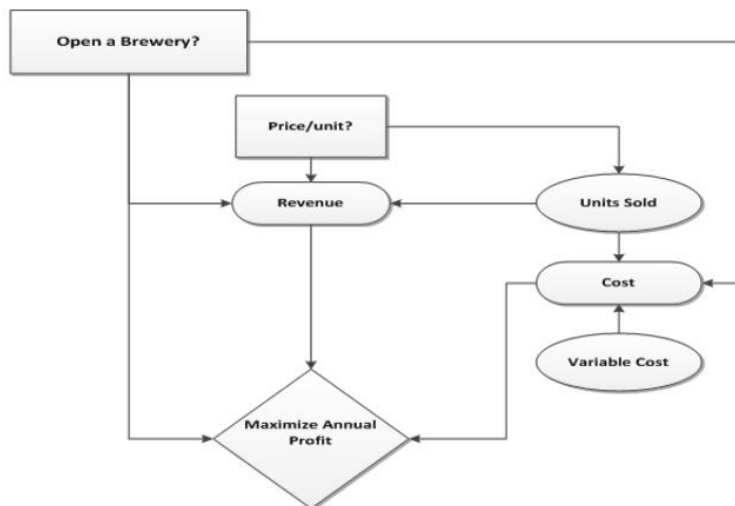 Open a Brewery?
Price/unit?
Revenue
Units Sold
Cost
Variable Cost
Maximize Annual
Profit